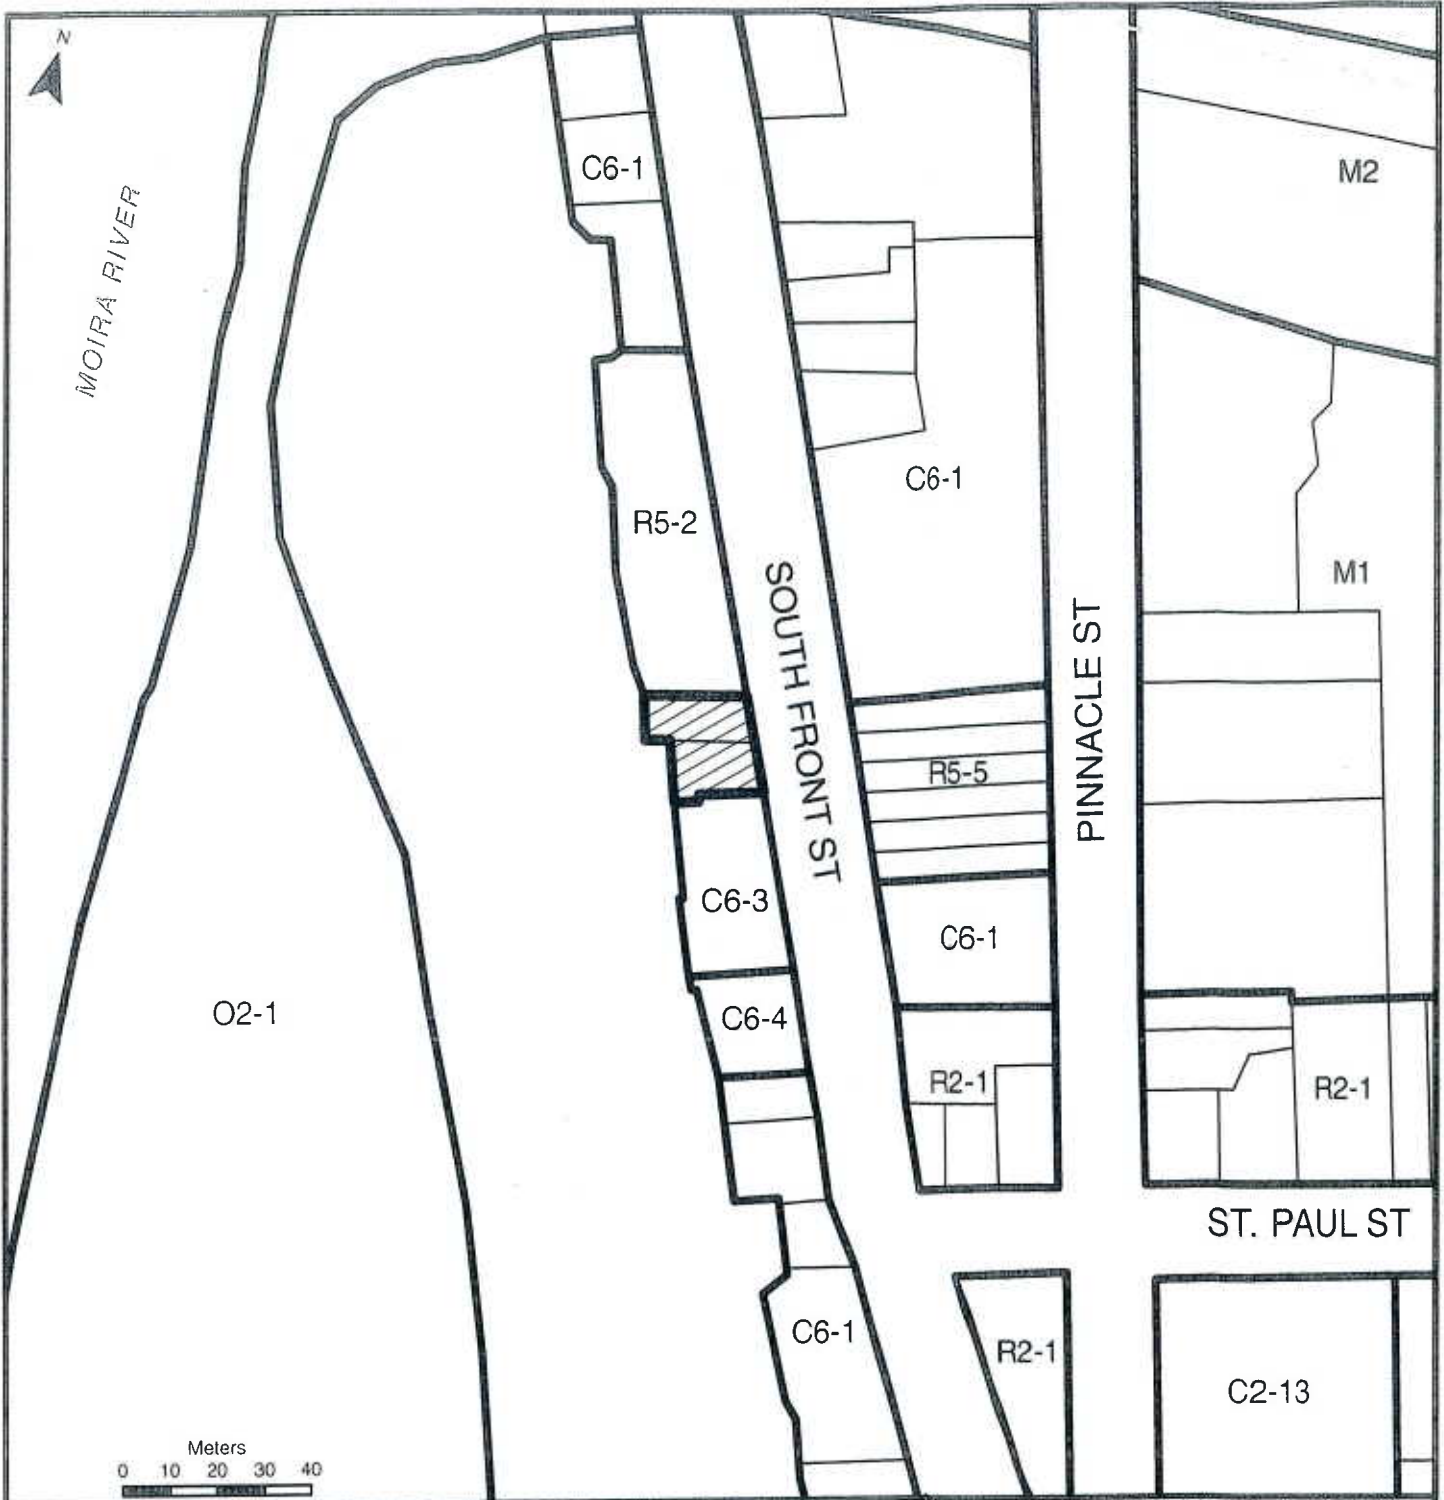 N
MOIRA RIVER
C6-1
M2
C6-1
R5-2
M1
SOUTH FRONT ST
PINNACLE ST
R5-5
C6-3
C6-1
O2-1
C6-4
R2-1
R2-1
ST. PAUL ST
C6-1
R2-1
C2-13
Meters
0 10 20 30 40